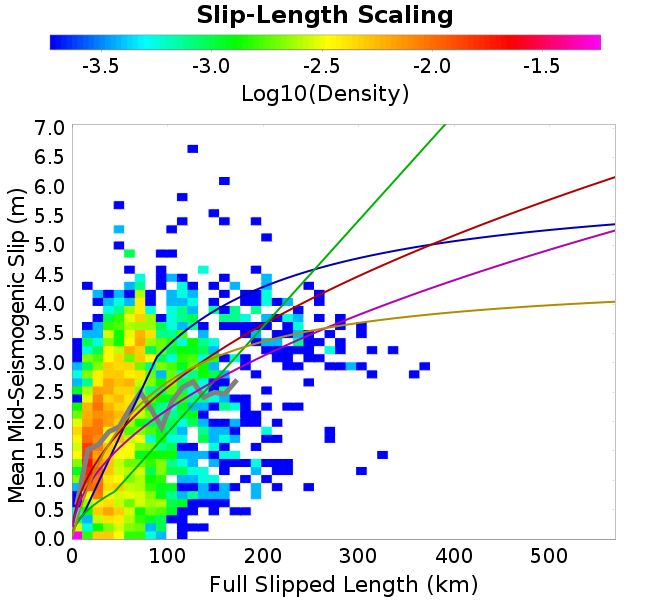 Slip-Length Scaling
-3.5 -3.0 -2.5 -2.0 -1.5
Log10(Density)
Mean Mid-Seismogenic Slip (m)
7.0
6.5
6.0
5.5
5.0
4.5
4.0
3.5
3.0
2.5
2.0
1.5
1.0
0.5
0.0
0 100 200 300 400 500
Full Slipped Length (km)